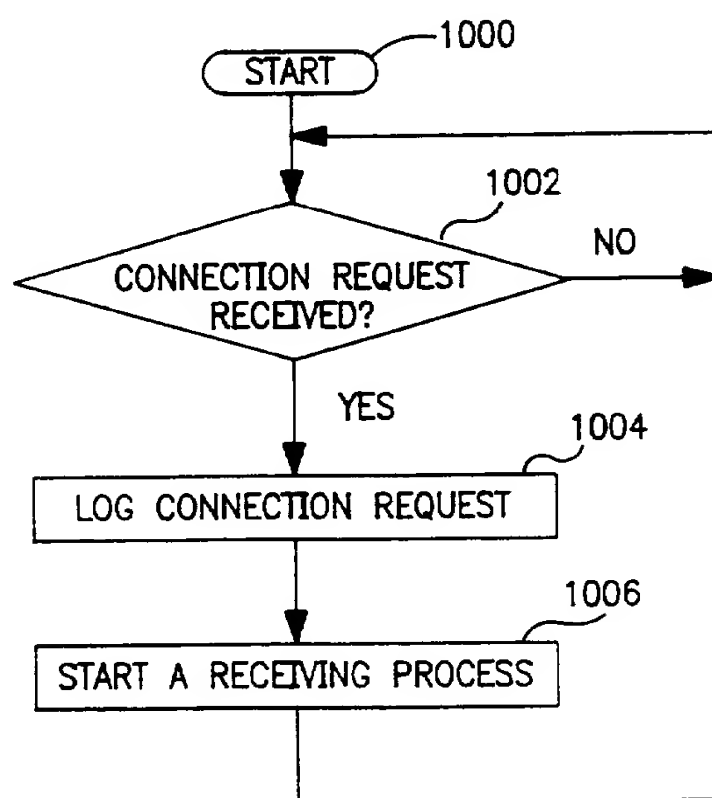 1000
START
1002
CONNECTION REQUEST
RECEIVED?
NO
YES
1004
LOG CONNECTION REQUEST
1006
START A RECEIVING PROCESS